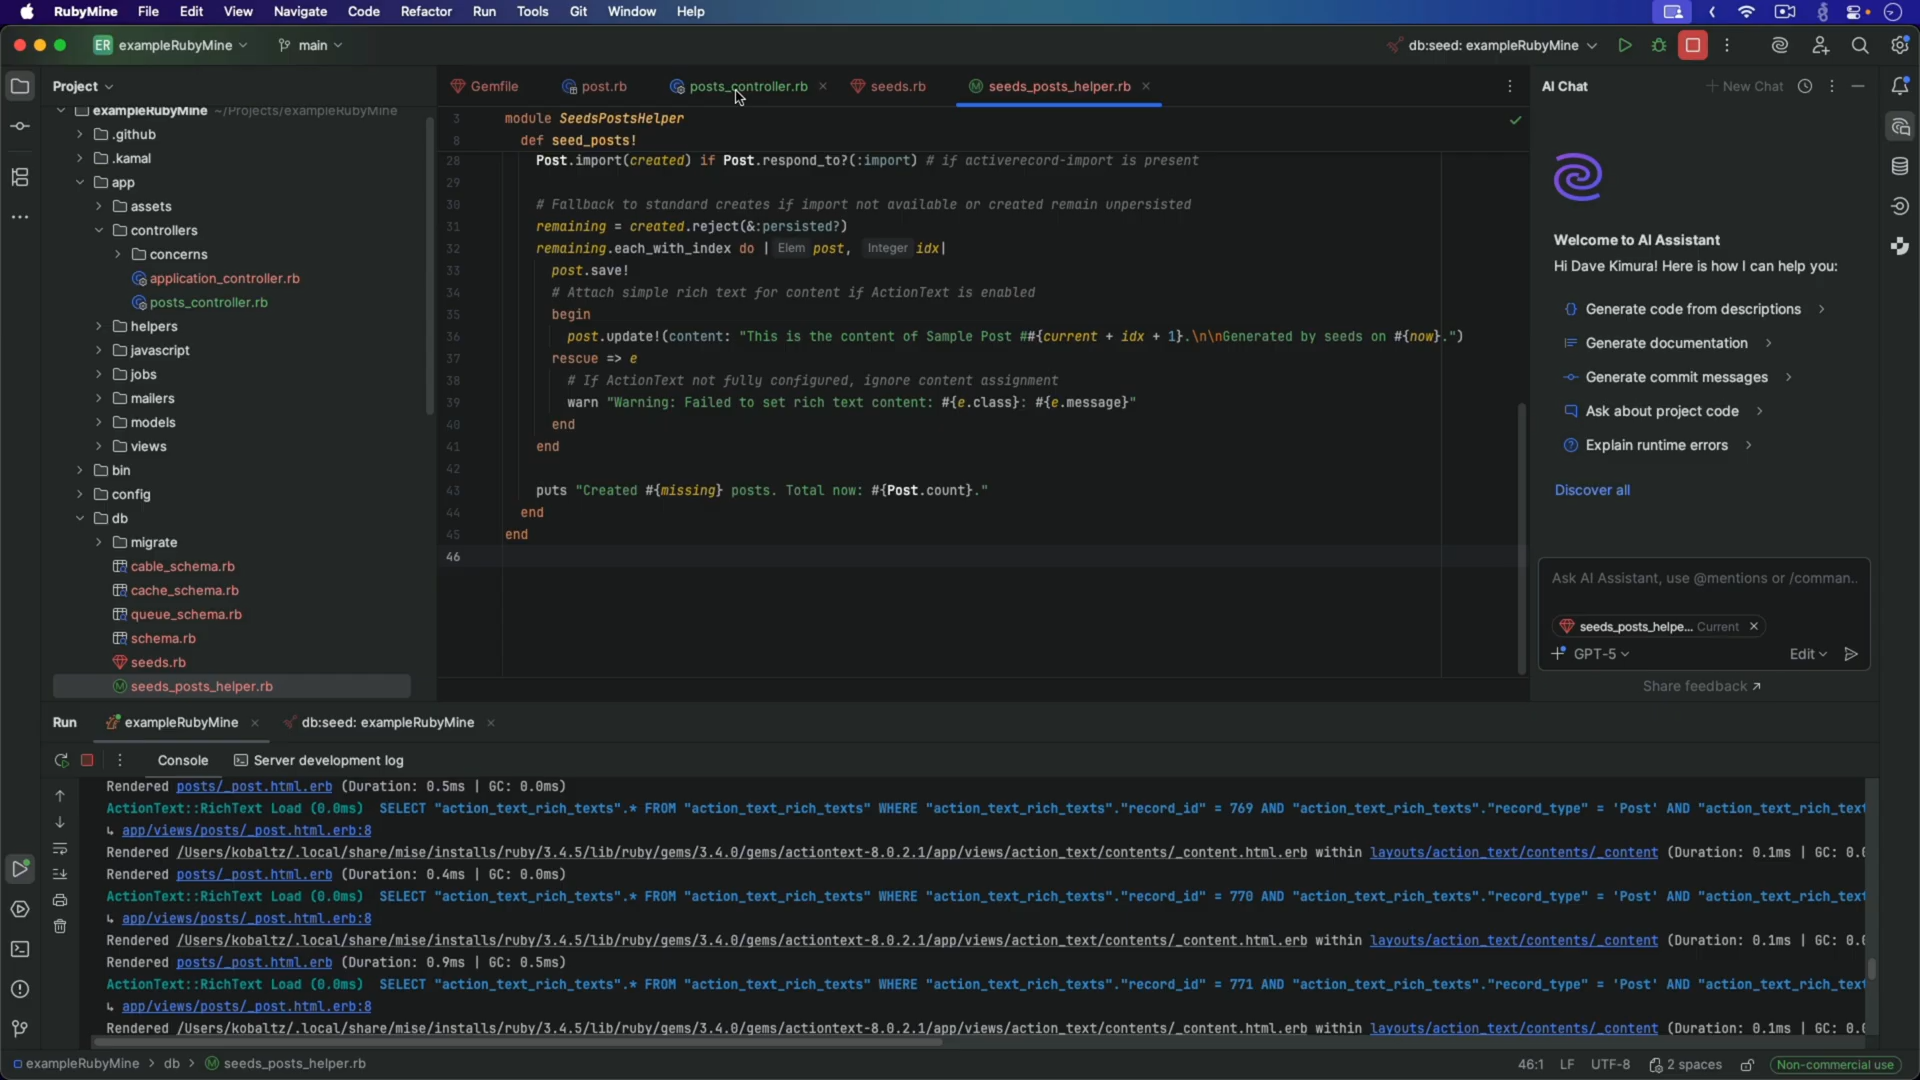 RubyMine File Edit View Navigate Code Refactor Run Tools Git Window Help
ER exampleRubyMine main db:seed: exampleRubyMine
Project
exampleRubyMine ~/Projects/exampleRubyMine
.github
.kamal
app
assets
controllers
concerns
application_controller.rb
posts_controller.rb
helpers
javascript
jobs
mailers
models
views
bin
config
db
migrate
cable_schema.rb
cache_schema.rb
queue_schema.rb
schema.rb
seeds.rb
seeds_posts_helper.rb
Gemfile post.rb posts_controller.rb seeds.rb seeds_posts_helper.rb
3 module SeedsPostsHelper
8 def seed_posts!
28 Post.import(created) if Post.respond_to?(:import) # if activerecord-import is present
29
30 # Fallback to standard creates if import not available or created remain unpersisted
31 remaining = created.reject(&:persisted?)
32 remaining.each_with_index do | Elem post, Integer idx|
33 post.save!
34 # Attach simple rich text for content if ActionText is enabled
35 begin
36 post.update!(content: "This is the content of Sample Post ##{current + idx + 1}.\n\nGenerated by seeds on #{now}.")
37 rescue => e
38 # If ActionText not fully configured, ignore content assignment
39 warn "Warning: Failed to set rich text content: #{e.class}: #{e.message}"
40 end
41 end
42
43 puts "Created #{missing} posts. Total now: #{Post.count}."
44 end
45 end
46
AI Chat + New Chat
Welcome to AI Assistant
Hi Dave Kimura! Here is how I can help you:
Generate code from descriptions
Generate documentation
Generate commit messages
Ask about project code
Explain runtime errors
Discover all
Ask AI Assistant, use @mentions or /comman..
seeds_posts_helpe... Current
GPT-5 Edit
Share feedback ↗
Run exampleRubyMine db:seed: exampleRubyMine
Console Server development log
Rendered posts/_post.html.erb (Duration: 0.5ms | GC: 0.0ms)
ActionText::RichText Load (0.0ms) SELECT "action_text_rich_texts".* FROM "action_text_rich_texts" WHERE "action_text_rich_texts"."record_id" = 769 AND "action_text_rich_texts"."record_type" = 'Post' AND "action_text_rich_text
↳ app/views/posts/_post.html.erb:8
Rendered /Users/kobaltz/.local/share/mise/installs/ruby/3.4.5/lib/ruby/gems/3.4.0/gems/actiontext-8.0.2.1/app/views/action_text/contents/_content.html.erb within layouts/action_text/contents/_content (Duration: 0.1ms | GC: 0.0
Rendered posts/_post.html.erb (Duration: 0.4ms | GC: 0.0ms)
ActionText::RichText Load (0.0ms) SELECT "action_text_rich_texts".* FROM "action_text_rich_texts" WHERE "action_text_rich_texts"."record_id" = 770 AND "action_text_rich_texts"."record_type" = 'Post' AND "action_text_rich_text
↳ app/views/posts/_post.html.erb:8
Rendered /Users/kobaltz/.local/share/mise/installs/ruby/3.4.5/lib/ruby/gems/3.4.0/gems/actiontext-8.0.2.1/app/views/action_text/contents/_content.html.erb within layouts/action_text/contents/_content (Duration: 0.1ms | GC: 0.0
Rendered posts/_post.html.erb (Duration: 0.9ms | GC: 0.5ms)
ActionText::RichText Load (0.0ms) SELECT "action_text_rich_texts".* FROM "action_text_rich_texts" WHERE "action_text_rich_texts"."record_id" = 771 AND "action_text_rich_texts"."record_type" = 'Post' AND "action_text_rich_text
↳ app/views/posts/_post.html.erb:8
Rendered /Users/kobaltz/.local/share/mise/installs/ruby/3.4.5/lib/ruby/gems/3.4.0/gems/actiontext-8.0.2.1/app/views/action_text/contents/_content.html.erb within layouts/action_text/contents/_content (Duration: 0.1ms | GC: 0.0
exampleRubyMine > db > seeds_posts_helper.rb 46:1 LF UTF-8 2 spaces Non-commercial use